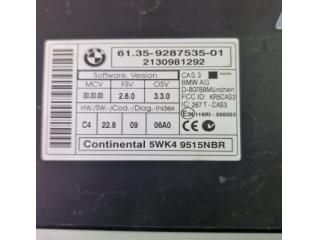 BMW
61.35-9287535-01
2130981292
Software, Version
MCV FSV OSV
00.00.00 2.8.0 3.3.0
HW-/SW.-/Cod.-/Diag.-Index
C4 22.8 09 06A0
CAS 3
BMW AG
D-80788München
FCC ID: KR5CAS3
IC: 267 T - CAS3
Continental 5WK4 9515NBR